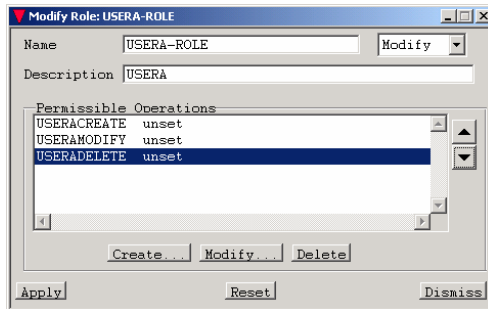 Modify Role: USERA-ROLE
Name USERA-ROLE Modify
Description USERA
Permissible Operations
USERACREATE unset
USERAMODIFY unset
USERADELETE unset
Create... Modify... Delete
Apply Reset Dismiss